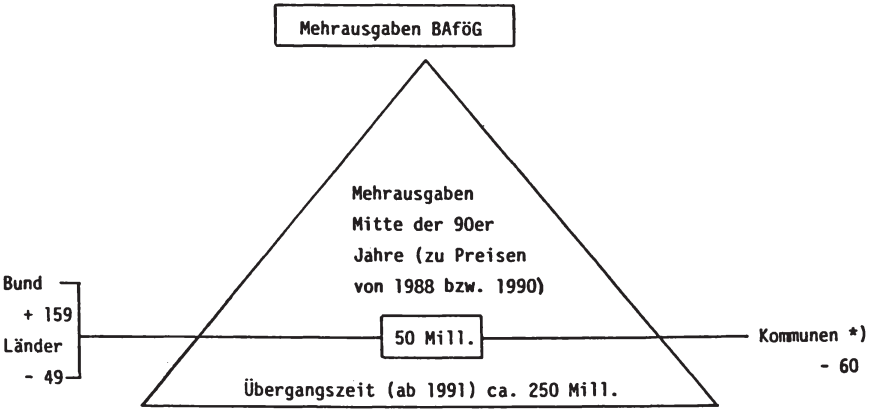 Mehrausgaben BAföG
Mehrausgaben
Mitte der 90er
Jahre (zu Preisen
von 1988 bzw. 1990)
Bund
+ 159
Länder
- 49
50 Mill.
Kommunen *)
- 60
Übergangszeit (ab 1991) ca. 250 Mill.